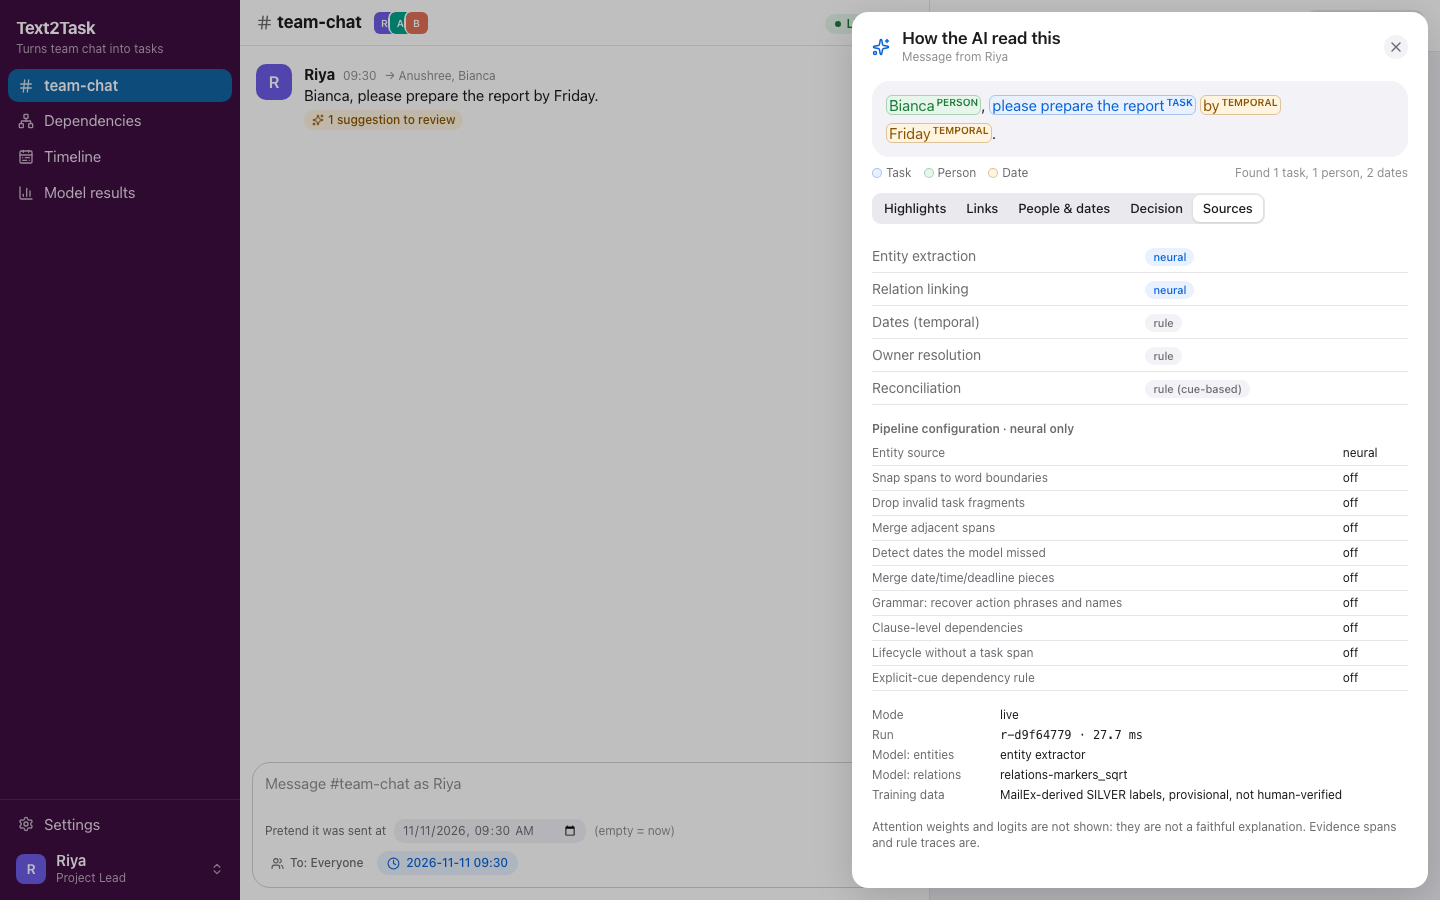 Text2Task
Turns team chat into tasks
team-chat
Dependencies
Timeline
Model results
Settings
R
Riya
Project Lead
# team-chat
R A B
R
Riya 09:30 → Anushree, Bianca
Bianca, please prepare the report by Friday.
1 suggestion to review
Message #team-chat as Riya
Pretend it was sent at 11/11/2026, 09:30 AM (empty = now)
To: Everyone 2026-11-11 09:30
How the AI read this
Message from Riya
Bianca PERSON, please prepare the report TASK by TEMPORAL
Friday TEMPORAL.
Task Person Date Found 1 task, 1 person, 2 dates
Highlights Links People & dates Decision Sources
Entity extraction neural
Relation linking neural
Dates (temporal) rule
Owner resolution rule
Reconciliation rule (cue-based)
Pipeline configuration · neural only
Entity source neural
Snap spans to word boundaries off
Drop invalid task fragments off
Merge adjacent spans off
Detect dates the model missed off
Merge date/time/deadline pieces off
Grammar: recover action phrases and names off
Clause-level dependencies off
Lifecycle without a task span off
Explicit-cue dependency rule off
Mode live
Run r-d9f64779 · 27.7 ms
Model: entities entity extractor
Model: relations relations-markers_sqrt
Training data MailEx-derived SILVER labels, provisional, not human-verified
Attention weights and logits are not shown: they are not a faithful explanation. Evidence spans
and rule traces are.